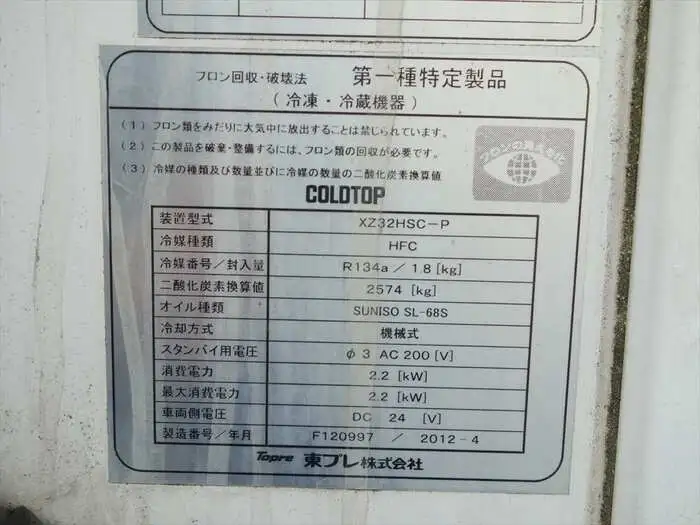 フロン回収・破壊法 第一種特定製品
(冷凍・冷蔵機器)
(1)フロン類をみだりに大気中に放出することは禁じられています。
(2)この製品を破棄・整備するには、フロン類の回収が必要です。
(3)冷媒の種類及び数量並びに冷媒の数量の二酸化炭素換算値
フロンの見える化
COLDTOP
装置型式 XZ32HSC-P
冷媒種類 HFC
冷媒番号/封入量 R134a / 1.8 [kg]
二酸化炭素換算値 2574 [kg]
オイル種類 SUNISO SL-68S
冷却方式 機械式
スタンバイ用電圧 φ3 AC 200 [V]
消費電力 2.2 [kW]
最大消費電力 2.2 [kW]
車両側電圧 DC 24 [V]
製造番号/年月 F120997 / 2012-4
Topre 東プレ株式会社